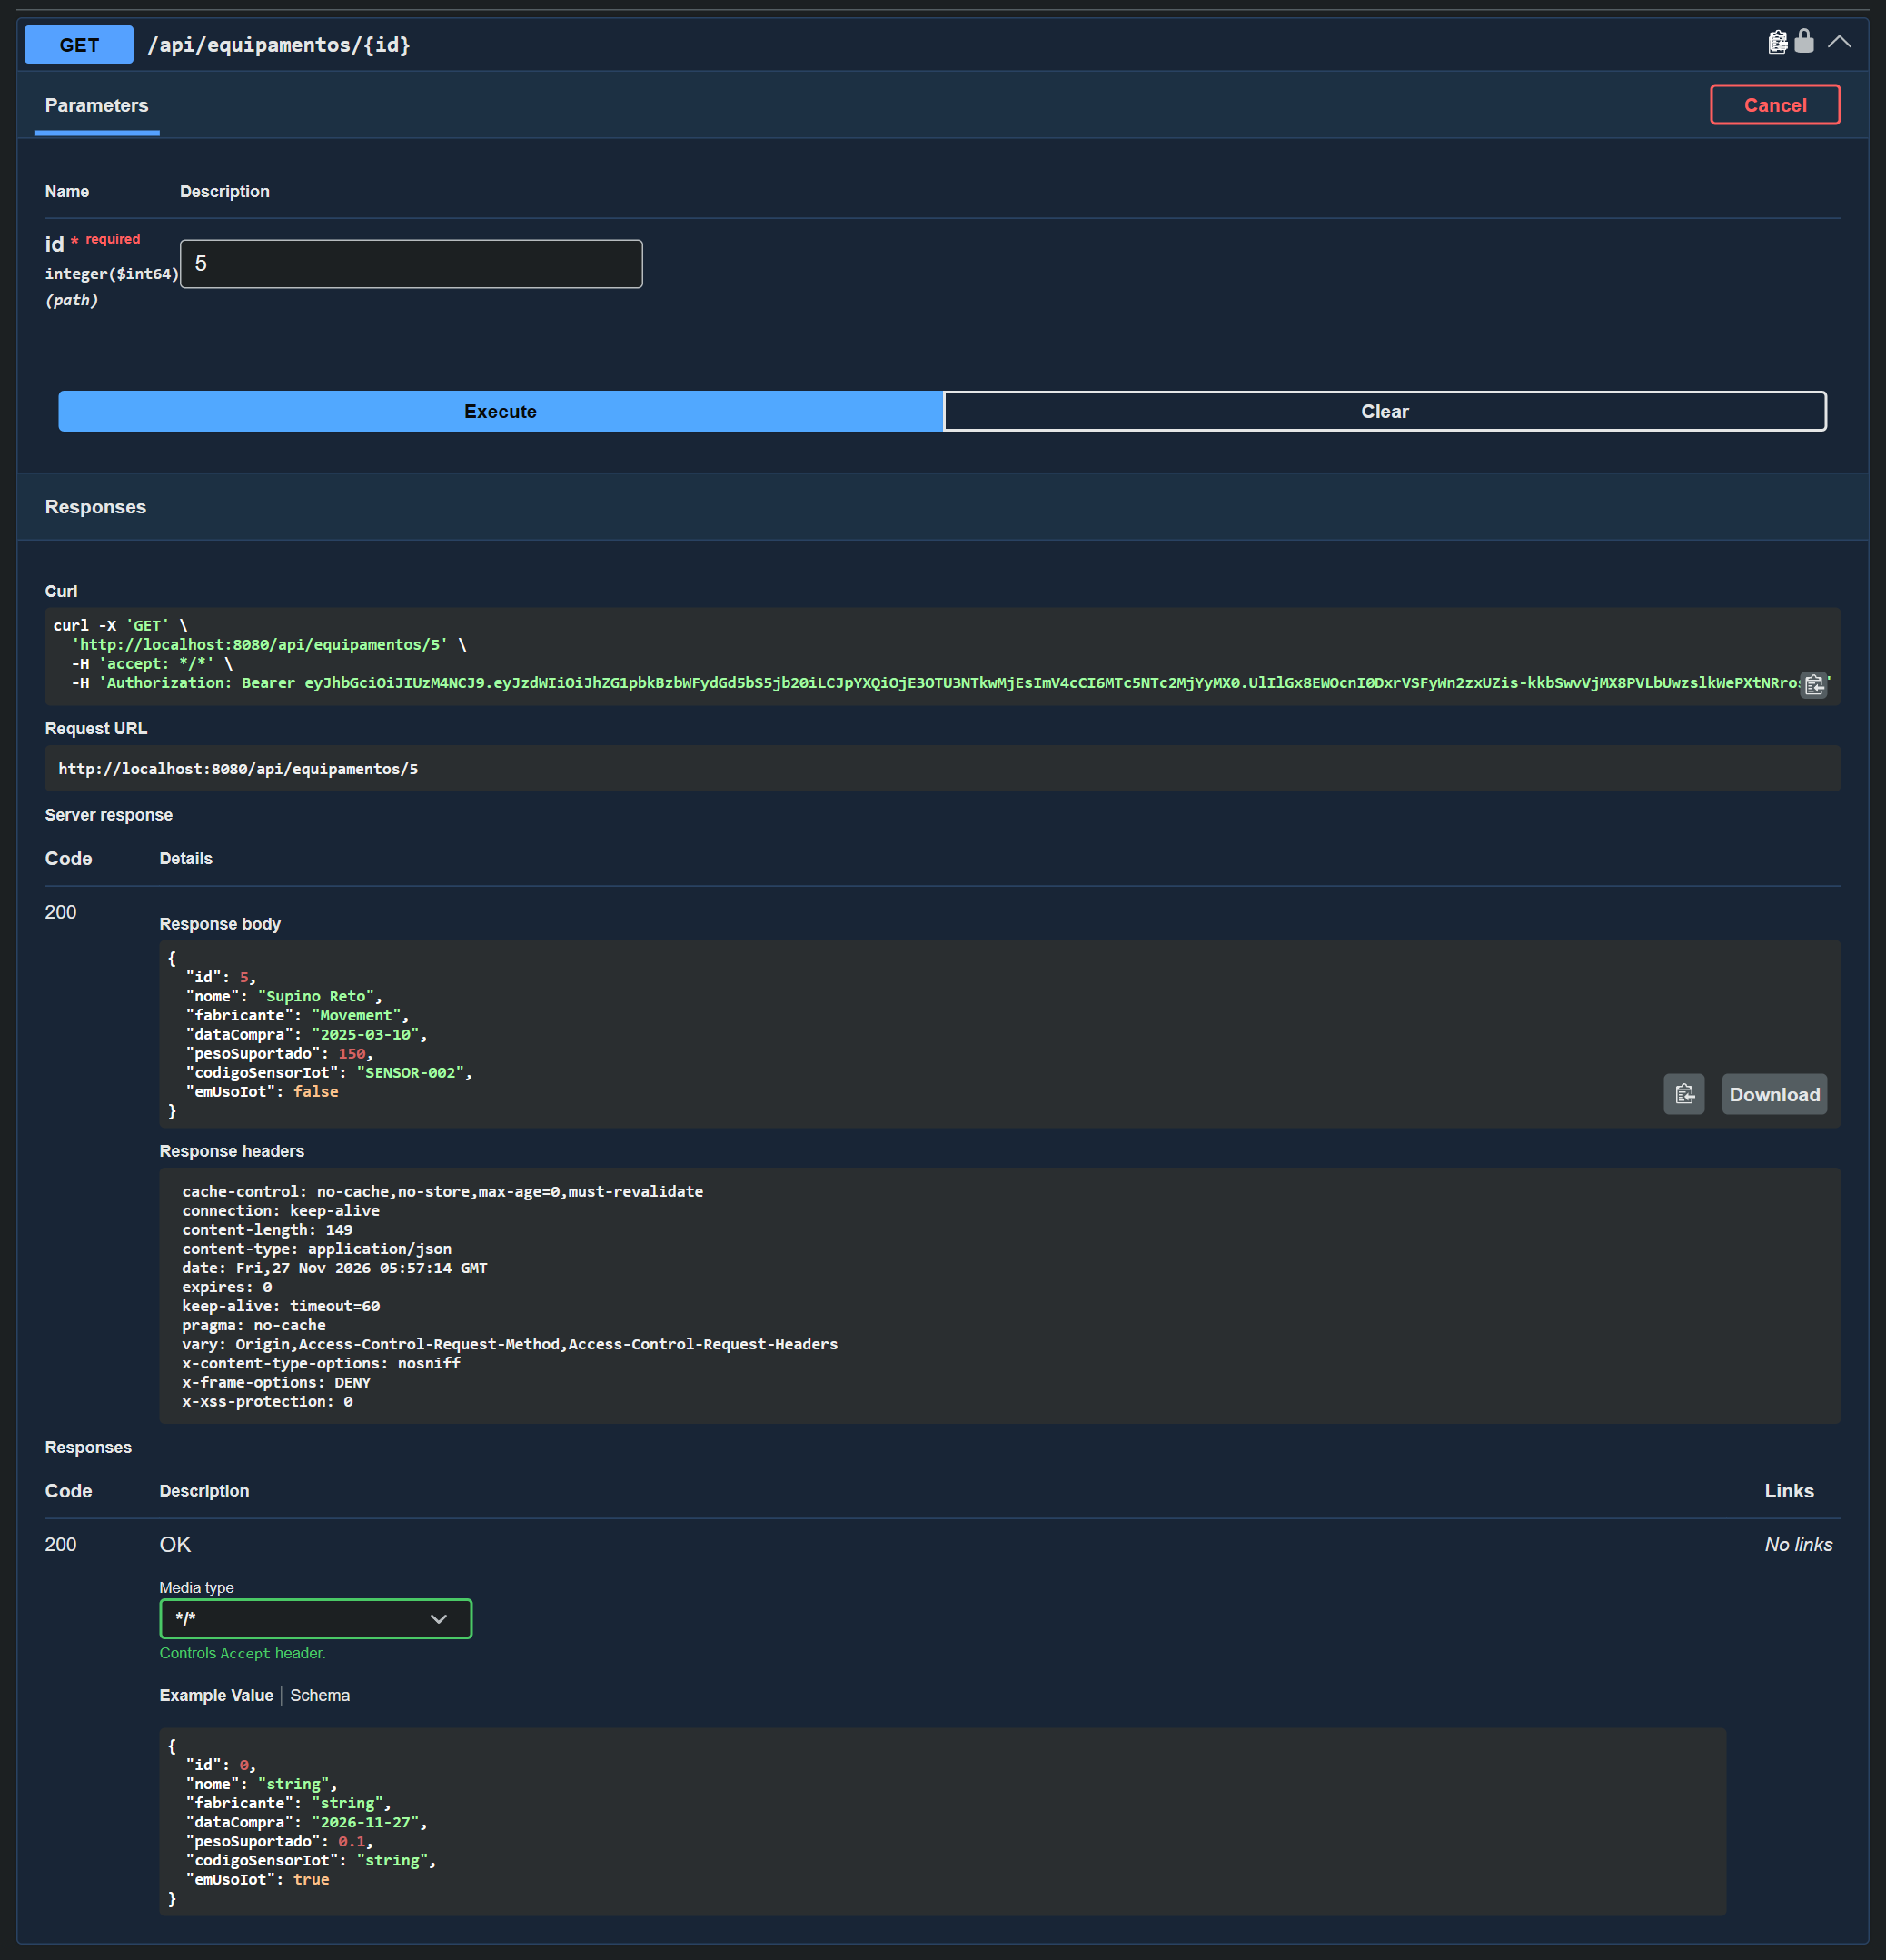 GET /api/equipamentos/{id}
Parameters
Cancel
Name Description
id * required
integer($int64)
(path)
5
Execute Clear
Responses
Curl
curl -X 'GET' \
'http://localhost:8080/api/equipamentos/5' \
-H 'accept: */*' \
-H 'Authorization: Bearer eyJhbGciOiJIUzM4NCJ9.eyJzdWIiOiJhZG1pbkBzbWFydGd5bS5jb20iLCJpYXQiOjE3OTU3NTkwMjEsImV4cCI6MTc5NTc2MjYyMX0.UlIlGx8EWOcnI0DxrVSFyWn2zxUZis-kkbSwvVjMX8PVLbUwzslkWePXtNRro
Request URL
http://localhost:8080/api/equipamentos/5
Server response
Code Details
200
Response body
{
"id": 5,
"nome": "Supino Reto",
"fabricante": "Movement",
"dataCompra": "2025-03-10",
"pesoSuportado": 150,
"codigoSensorIot": "SENSOR-002",
"emUsoIot": false
}
Download
Response headers
cache-control: no-cache,no-store,max-age=0,must-revalidate
connection: keep-alive
content-length: 149
content-type: application/json
date: Fri,27 Nov 2026 05:57:14 GMT
expires: 0
keep-alive: timeout=60
pragma: no-cache
vary: Origin,Access-Control-Request-Method,Access-Control-Request-Headers
x-content-type-options: nosniff
x-frame-options: DENY
x-xss-protection: 0
Responses
Code Description Links
200 OK No links
Media type
*/*
Controls Accept header.
Example Value Schema
{
"id": 0,
"nome": "string",
"fabricante": "string",
"dataCompra": "2026-11-27",
"pesoSuportado": 0.1,
"codigoSensorIot": "string",
"emUsoIot": true
}